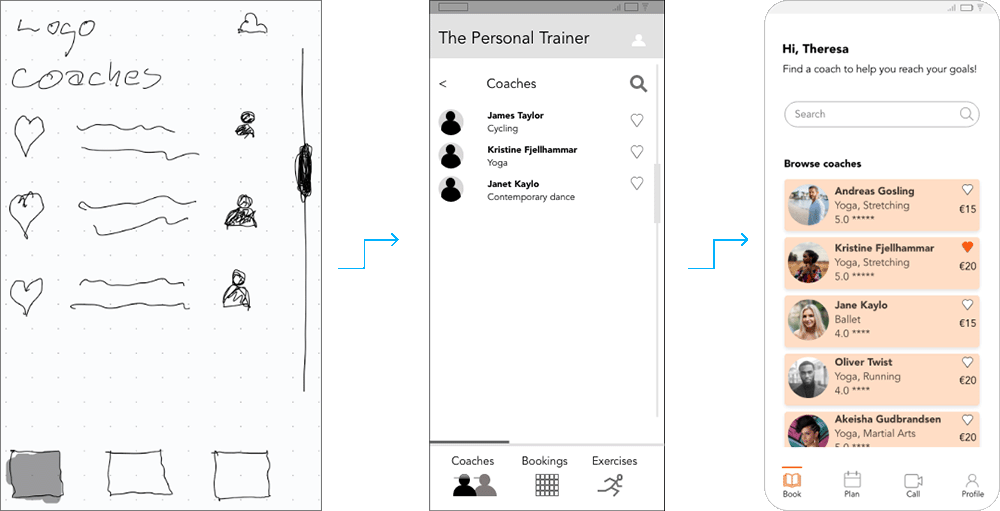 Logo
Coaches
The Personal Trainer
< Coaches
James Taylor
Cycling
Kristine Fjellhammar
Yoga
Janet Kaylo
Contemporary dance
Coaches Bookings Exercises
Hi, Theresa
Find a coach to help you reach your goals!
Search
Browse coaches
Andreas Gosling
Yoga, Stretching
€15
5.0 *****
Kristine Fjellhammar
Yoga, Stretching
€20
5.0 *****
Jane Kaylo
Ballet
€15
4.0 ****
Oliver Twist
Yoga, Running
€20
4.0 ****
Akeisha Gudbrandsen
Yoga, Martial Arts
€20
5.0 *****
Book Plan Call Profile